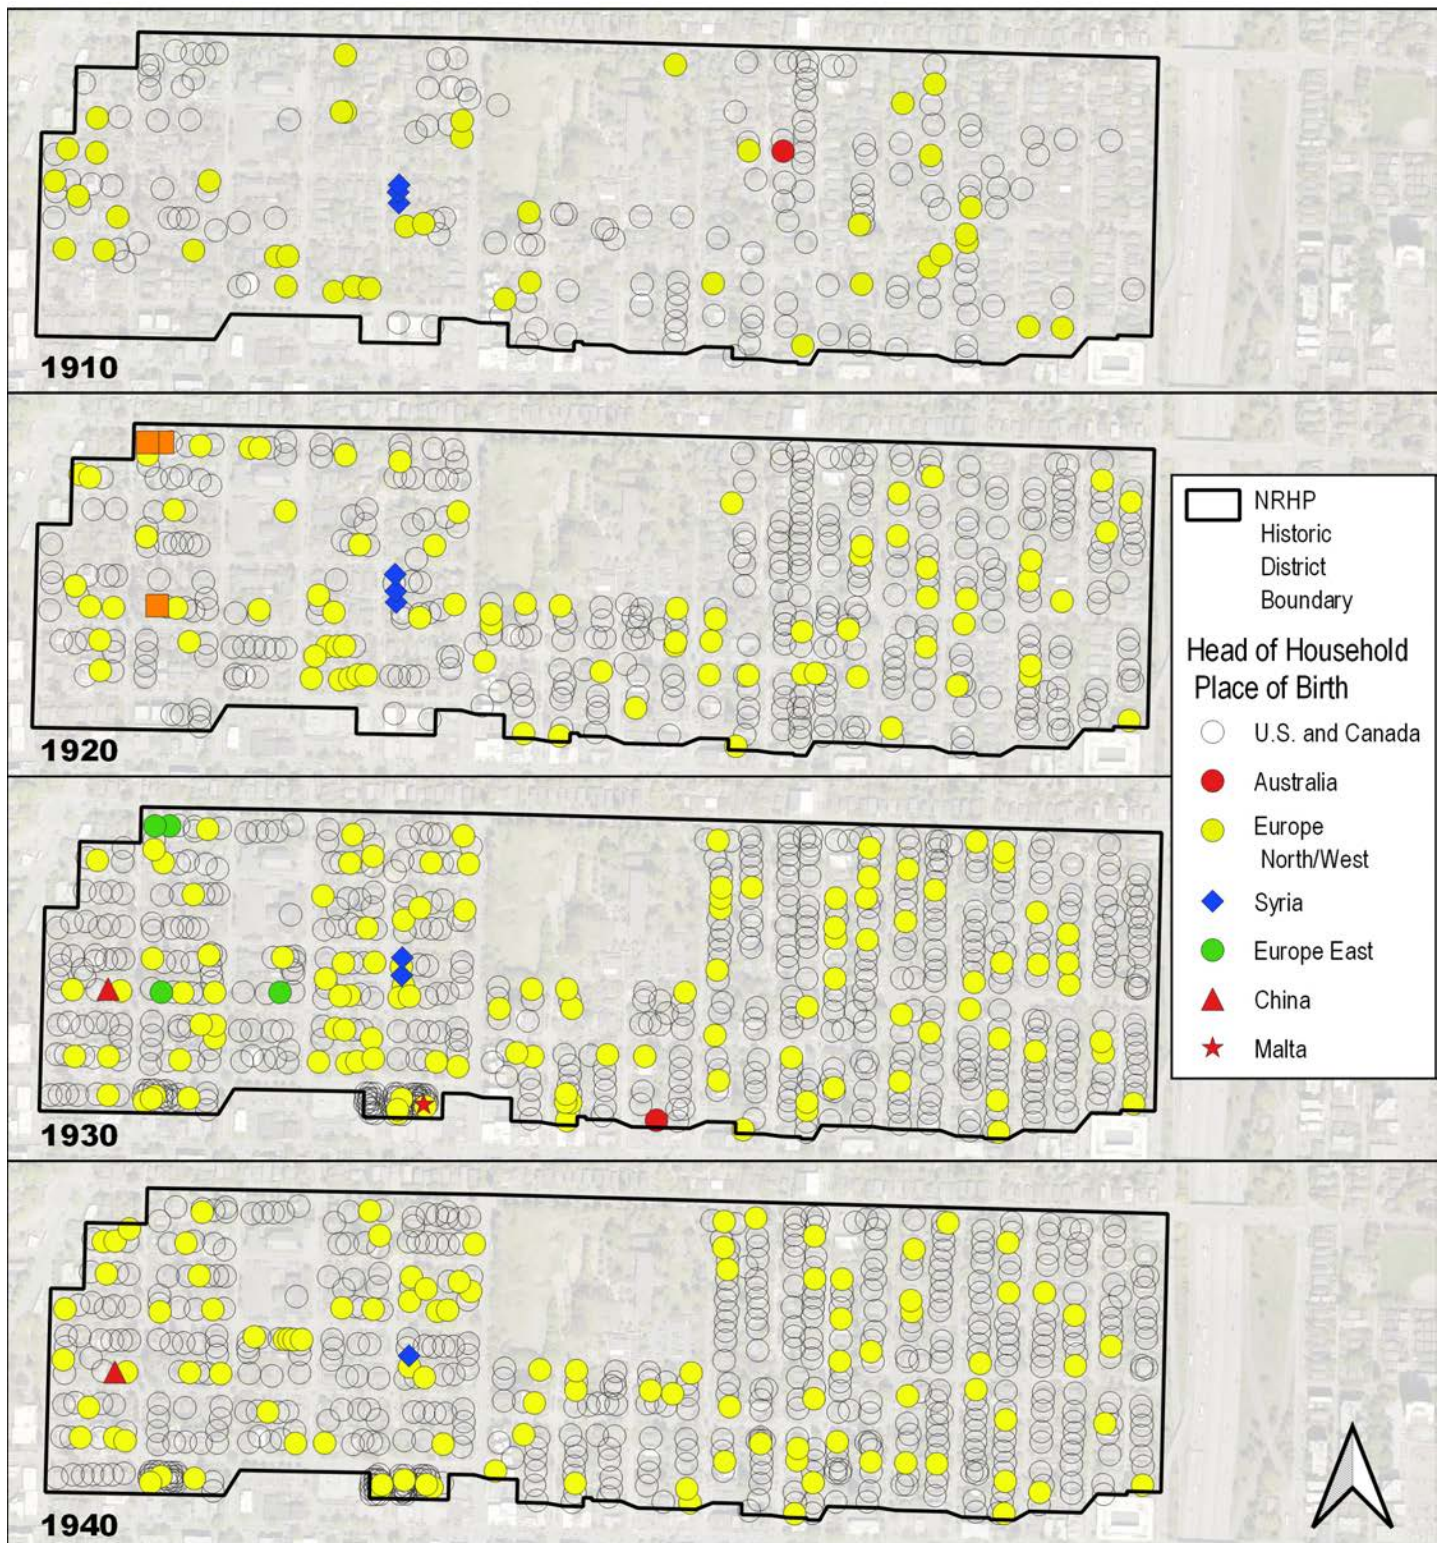 1910
1920
NRHP
Historic
District
Boundary
Head of Household
Place of Birth
U.S. and Canada
Australia
Europe
North/West
Syria
Europe East
China
Malta
1930
1940